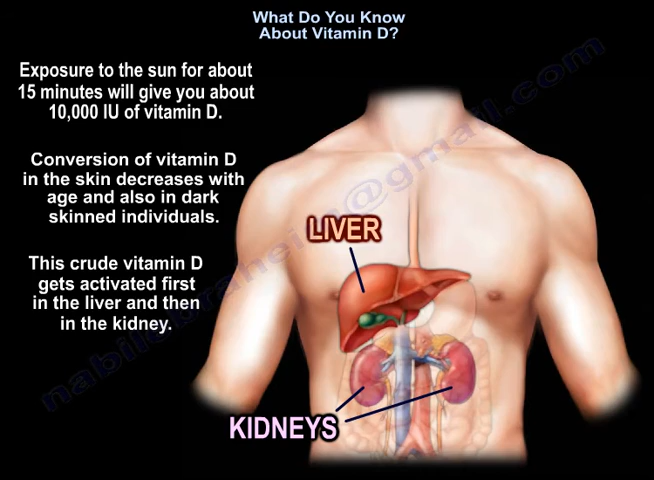 What Do You Know
About Vitamin D?
Exposure to the sun for about
15 minutes will give you about
10,000 IU of vitamin D.
Conversion of vitamin D
in the skin decreases with
age and also in dark
skinned individuals.
This crude vitamin D
gets activated first
in the liver and then
in the kidney.
LIVER
KIDNEYS